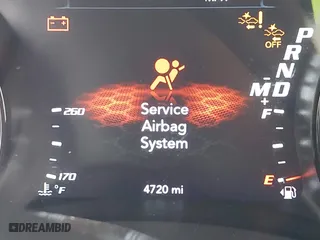 OFF
P
R
N
D
M
+
F
260
Service
Airbag
System
170
°F
E
4720 mi
DREAMBID